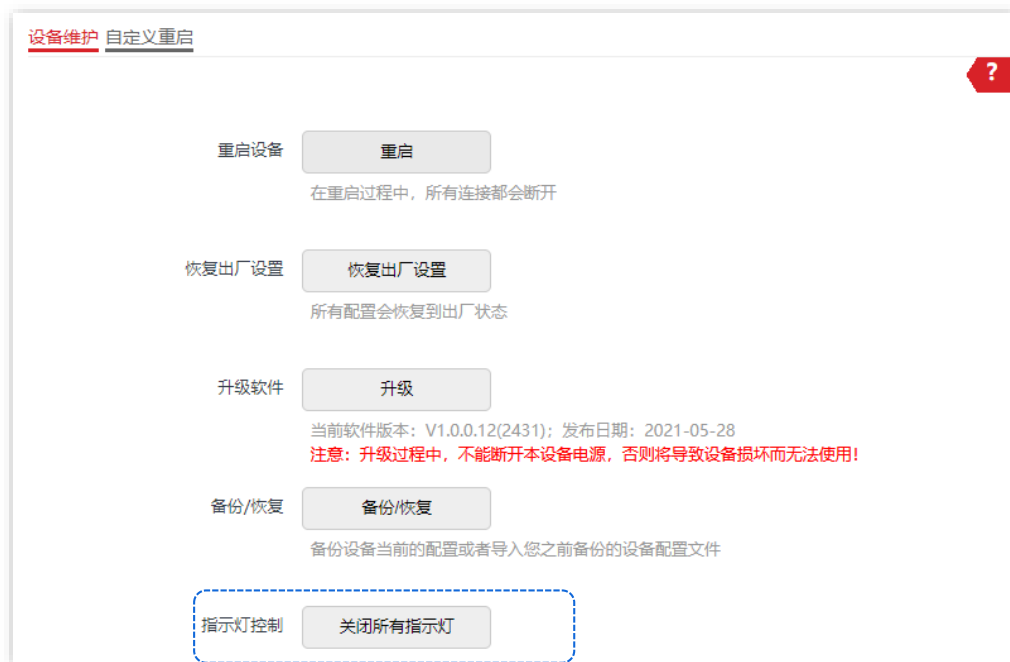 设备维护 自定义重启
?
重启设备 重启
在重启过程中，所有连接都会断开
恢复出厂设置 恢复出厂设置
所有配置会恢复到出厂状态
升级软件 升级
当前软件版本：V1.0.0.12(2431)；发布日期：2021-05-28
注意：升级过程中，不能断开本设备电源，否则将导致设备损坏而无法使用！
备份/恢复 备份/恢复
备份设备当前的配置或者导入您之前备份的设备配置文件
指示灯控制 关闭所有指示灯